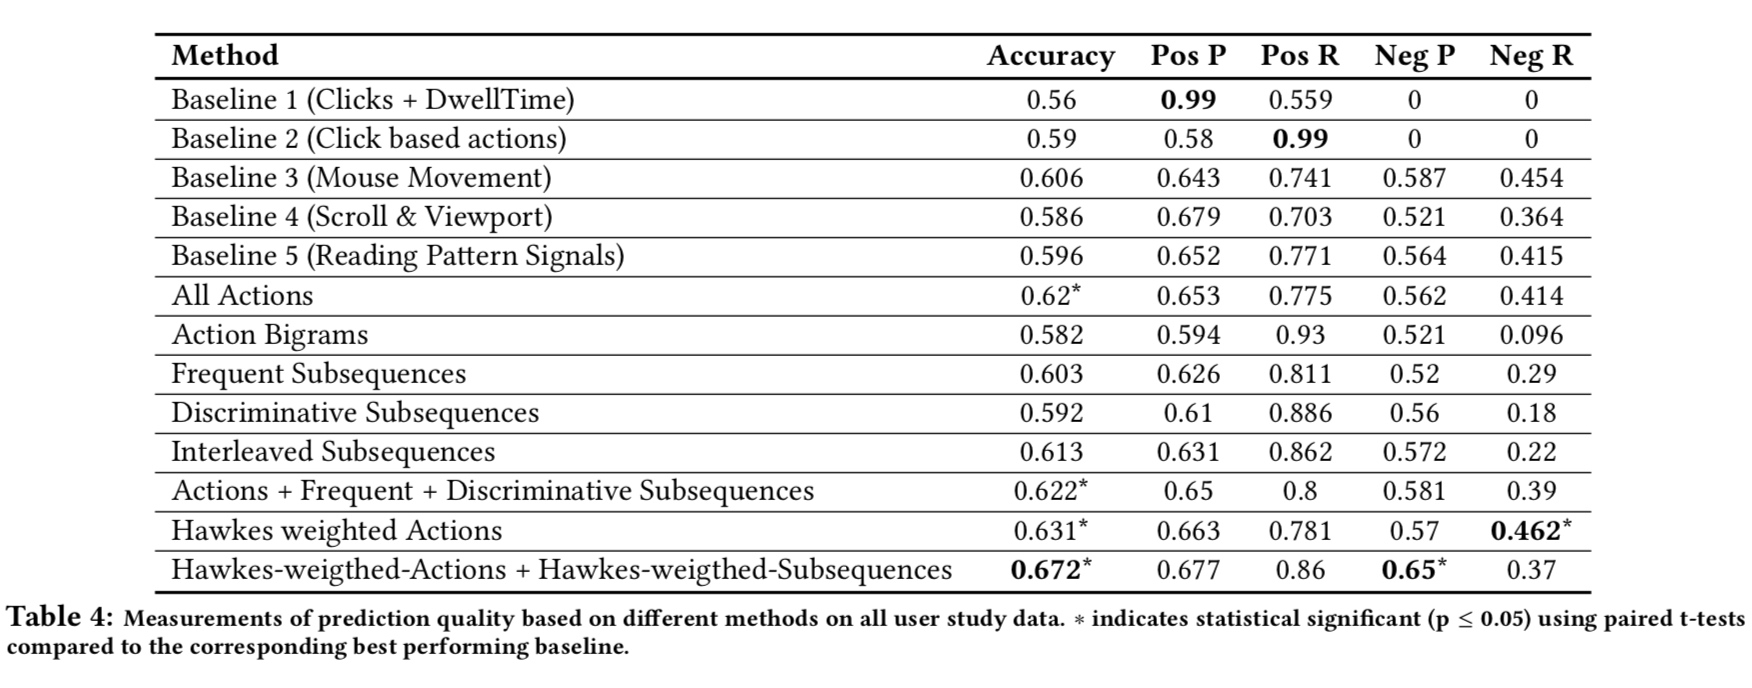 Method Accuracy Pos P Pos R Neg P Neg R
Baseline 1 (Clicks + DwellTime) 0.56 0.99 0.559 0 0
Baseline 2 (Click based actions) 0.59 0.58 0.99 0 0
Baseline 3 (Mouse Movement) 0.606 0.643 0.741 0.587 0.454
Baseline 4 (Scroll & Viewport) 0.586 0.679 0.703 0.521 0.364
Baseline 5 (Reading Pattern Signals) 0.596 0.652 0.771 0.564 0.415
All Actions 0.62* 0.653 0.775 0.562 0.414
Action Bigrams 0.582 0.594 0.93 0.521 0.096
Frequent Subsequences 0.603 0.626 0.811 0.52 0.29
Discriminative Subsequences 0.592 0.61 0.886 0.56 0.18
Interleaved Subsequences 0.613 0.631 0.862 0.572 0.22
Actions + Frequent + Discriminative Subsequences 0.622* 0.65 0.8 0.581 0.39
Hawkes weighted Actions 0.631* 0.663 0.781 0.57 0.462*
Hawkes-weigthed-Actions + Hawkes-weigthed-Subsequences 0.672* 0.677 0.86 0.65* 0.37
Table 4: Measurements of prediction quality based on different methods on all user study data. * indicates statistical significant (p ≤ 0.05) using paired t-tests
compared to the corresponding best performing baseline.